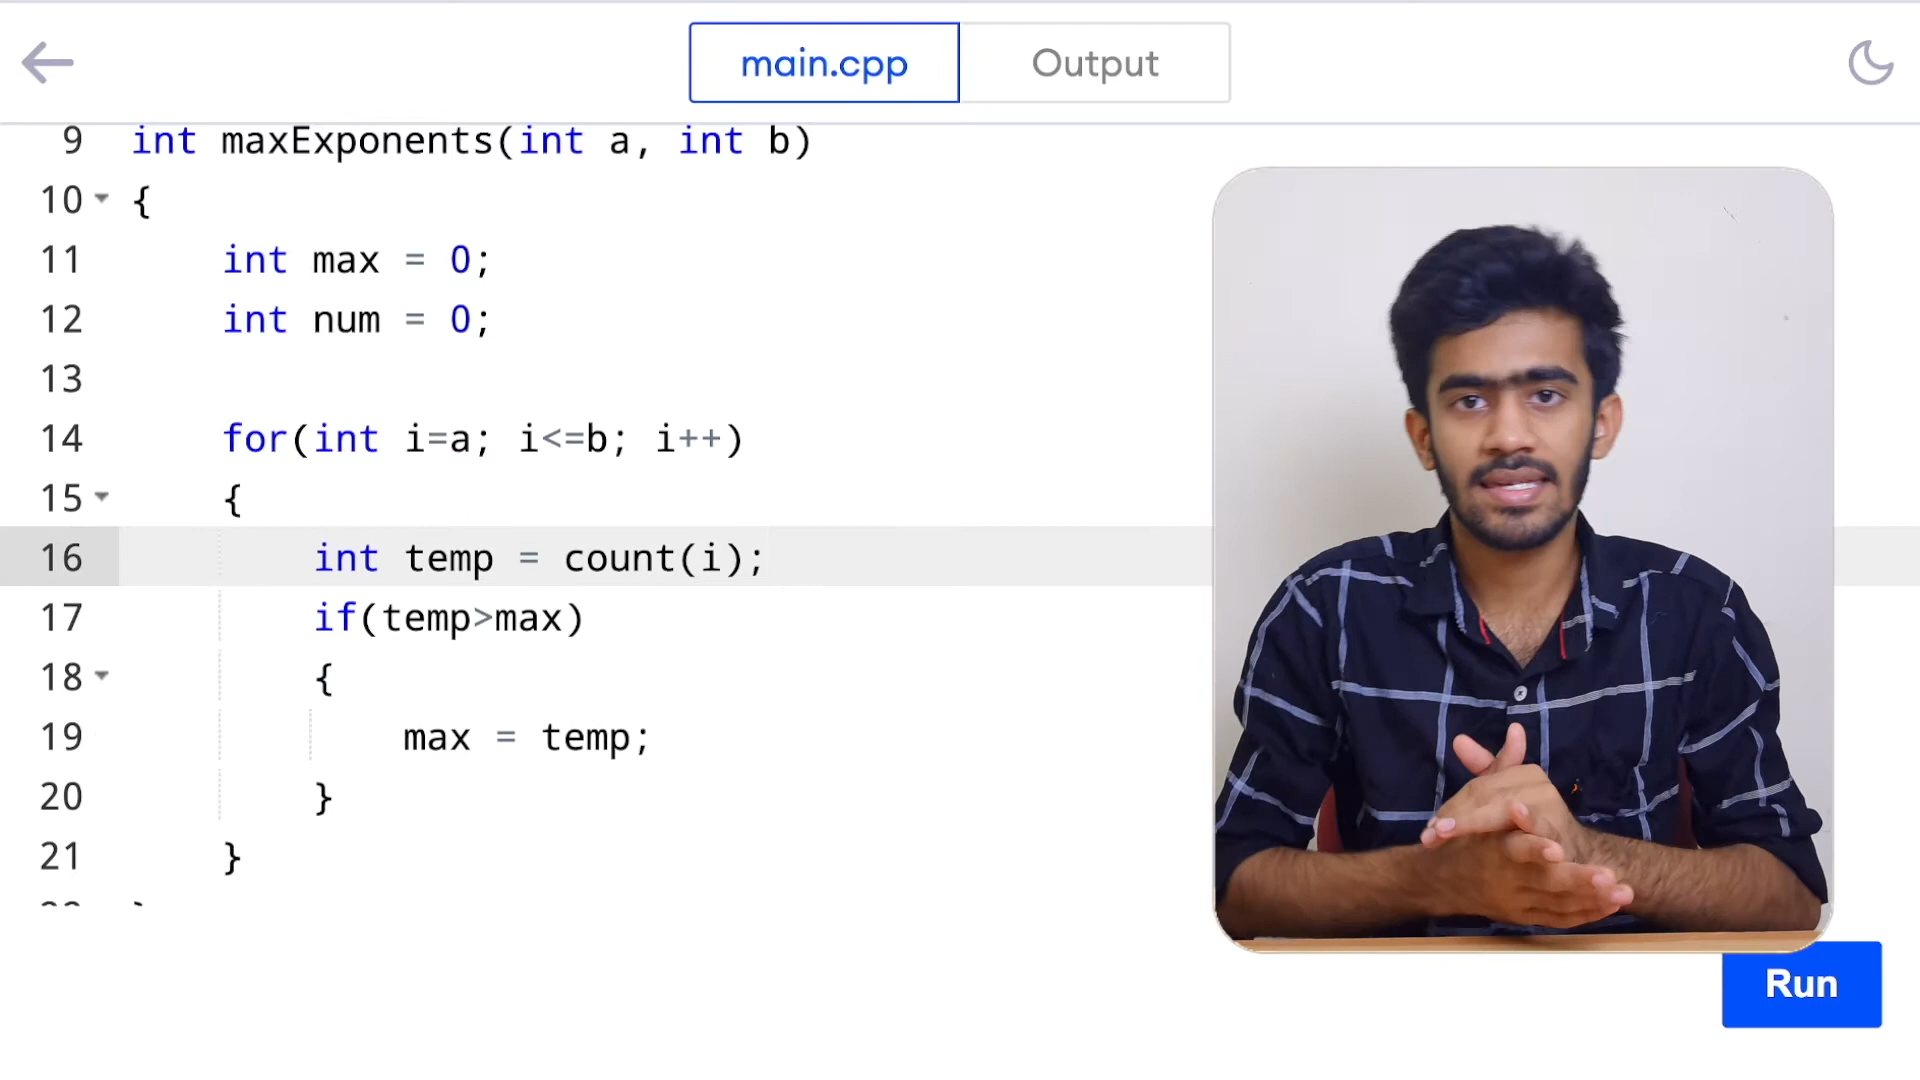 main.cpp
Output
9 int maxExponents(int a, int b)
10 {
11 int max = 0;
12 int num = 0;
13
14 for(int i=a; i<=b; i++)
15 {
16 int temp = count(i);
17 if(temp>max)
18 {
19 max = temp;
20 }
21 }
Run